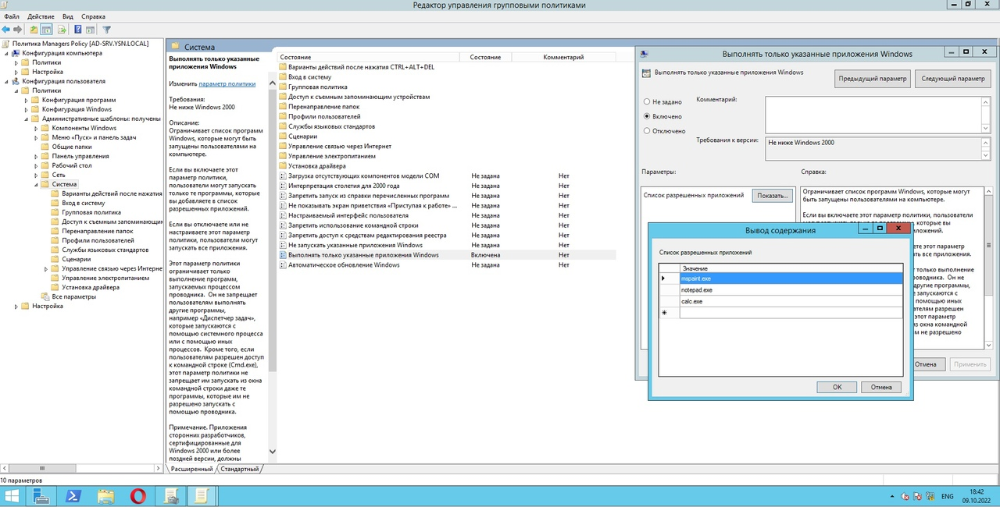 Редактор управления групповыми политиками
Файл Действие Вид Справка
Политика Managers Policy [AD-SRV.YSN.LOCAL]
Конфигурация компьютера
Политики
Настройка
Конфигурация пользователя
Политики
Конфигурация программ
Конфигурация Windows
Административные шаблоны: получены
Компоненты Windows
Меню «Пуск» и панель задач
Общие папки
Панель управления
Рабочий стол
Сеть
Система
Варианты действий после нажатия
Вход в систему
Групповая политика
Доступ к съемным запоминающим
Перенаправление папок
Профили пользователей
Службы языковых стандартов
Сценарии
Управление связью через Интерне
Управление электропитанием
Установка драйвера
Все параметры
Настройка
Система
Выполнять только указанные
приложения Windows
Изменить параметр политики
Требования:
Не ниже Windows 2000
Описание:
Ограничивает список программ
Windows, которые могут быть
запущены пользователями на
компьютере.
Если вы включаете этот
параметр политики,
пользователи могут запускать
только те программы, которые
вы добавляете в список
разрешенных приложений.
Если вы отключаете или не
настраиваете этот параметр
политики, пользователи могут
запускать все приложения.
Этот параметр политики
ограничивает только
выполнение программ,
запускаемых процессом
проводника. Он не запрещает
пользователям выполнять
другие программы,
например «Диспетчер задач»,
которые запускаются с
помощью системного процесса
или с помощью иных
процессов. Кроме того, если
пользователям разрешен доступ
к командной строке (Cmd.exe),
этот параметр политики не
запрещает им запускать из окна
командной строки даже те
программы, которые им не
разрешено запускать с
помощью проводника.
Примечание. Приложения
сторонних разработчиков,
сертифицированные для
Windows 2000 или более
поздней версии, должны
Состояние Состояние Комментарий
Варианты действий после нажатия CTRL+ALT+DEL
Вход в систему
Групповая политика
Доступ к съемным запоминающим устройствам
Перенаправление папок
Профили пользователей
Службы языковых стандартов
Сценарии
Управление связью через Интернет
Управление электропитанием
Установка драйвера
Загрузка отсутствующих компонентов модели COM Не задана Нет
Интерпретация столетия для 2000 года Не задана Нет
Запретить запуск из справки перечисленных программ Не задана Нет
Не показывать экран приветствия «Приступая к работе» ... Не задана Нет
Настраиваемый интерфейс пользователя Не задана Нет
Запретить использование командной строки Не задана Нет
Запретить доступ к средствам редактирования реестра Не задана Нет
Не запускать указанные приложения Windows Не задана Нет
Выполнять только указанные приложения Windows Включена Нет
Автоматическое обновление Windows Не задана Нет
Расширенный Стандартный
10 параметров
Выполнять только указанные приложения Windows
Выполнять только указанные приложения Windows
Предыдущий параметр Следующий параметр
Не задано
Включено
Отключено
Комментарий:
Требования к версии:
Не ниже Windows 2000
Параметры: Справка:
Список разрешенных приложений Показать...
Ограничивает список программ Windows, которые могут
быть запущены пользователями на компьютере.
Если вы включаете этот параметр политики, пользователи
которые вы
ложений.
аете этот параметр
ь все приложения.
ько выполнение
роводника. Он не
другие программы,
е запускаются с
помощью иных
ателям разрешен
этот параметр
из окна командной
м не разрешено
Отмена Применить
Вывод содержания
Список разрешенных приложений
Значение
mspaint.exe
notepad.exe
calc.exe
OK Отмена
ENG
18:42
09.10.2022